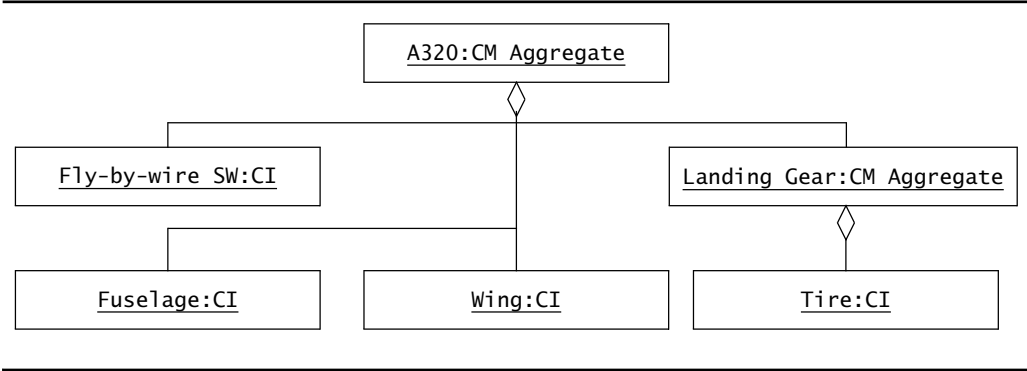 A320:CM Aggregate
Fly-by-wire SW:CI
Landing Gear:CM Aggregate
Fuselage:CI
Wing:CI
Tire:CI